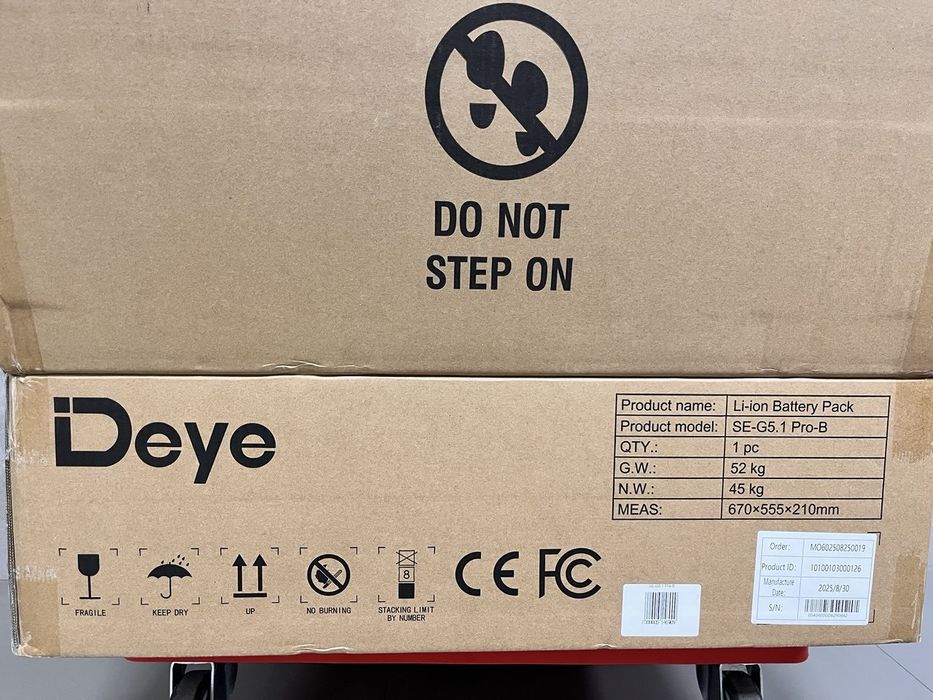 DO NOT
STEP ON
Deye
Product name: Li-ion Battery Pack
Product model: SE-G5.1 Pro-B
QTY.: 1 pc
G.W.: 52 kg
N.W.: 45 kg
MEAS: 670×555×210mm
FRAGILE
KEEP DRY
UP
NO BURNING
8
STACKING LIMIT
BY NUMBER
CE FC
Order: MO602508250019
Product ID: 10100103000126
Manufacture
Date: 2025/8/30
S/N: